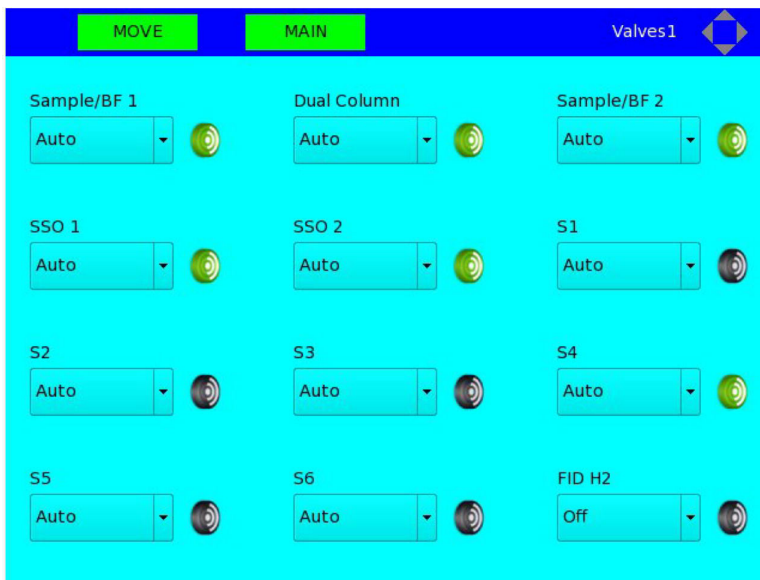 MOVE MAIN Valves1
Sample/BF 1 Dual Column Sample/BF 2
Auto Auto Auto
SSO 1 SSO 2 S1
Auto Auto Auto
S2 S3 S4
Auto Auto Auto
S5 S6 FID H2
Auto Auto Off